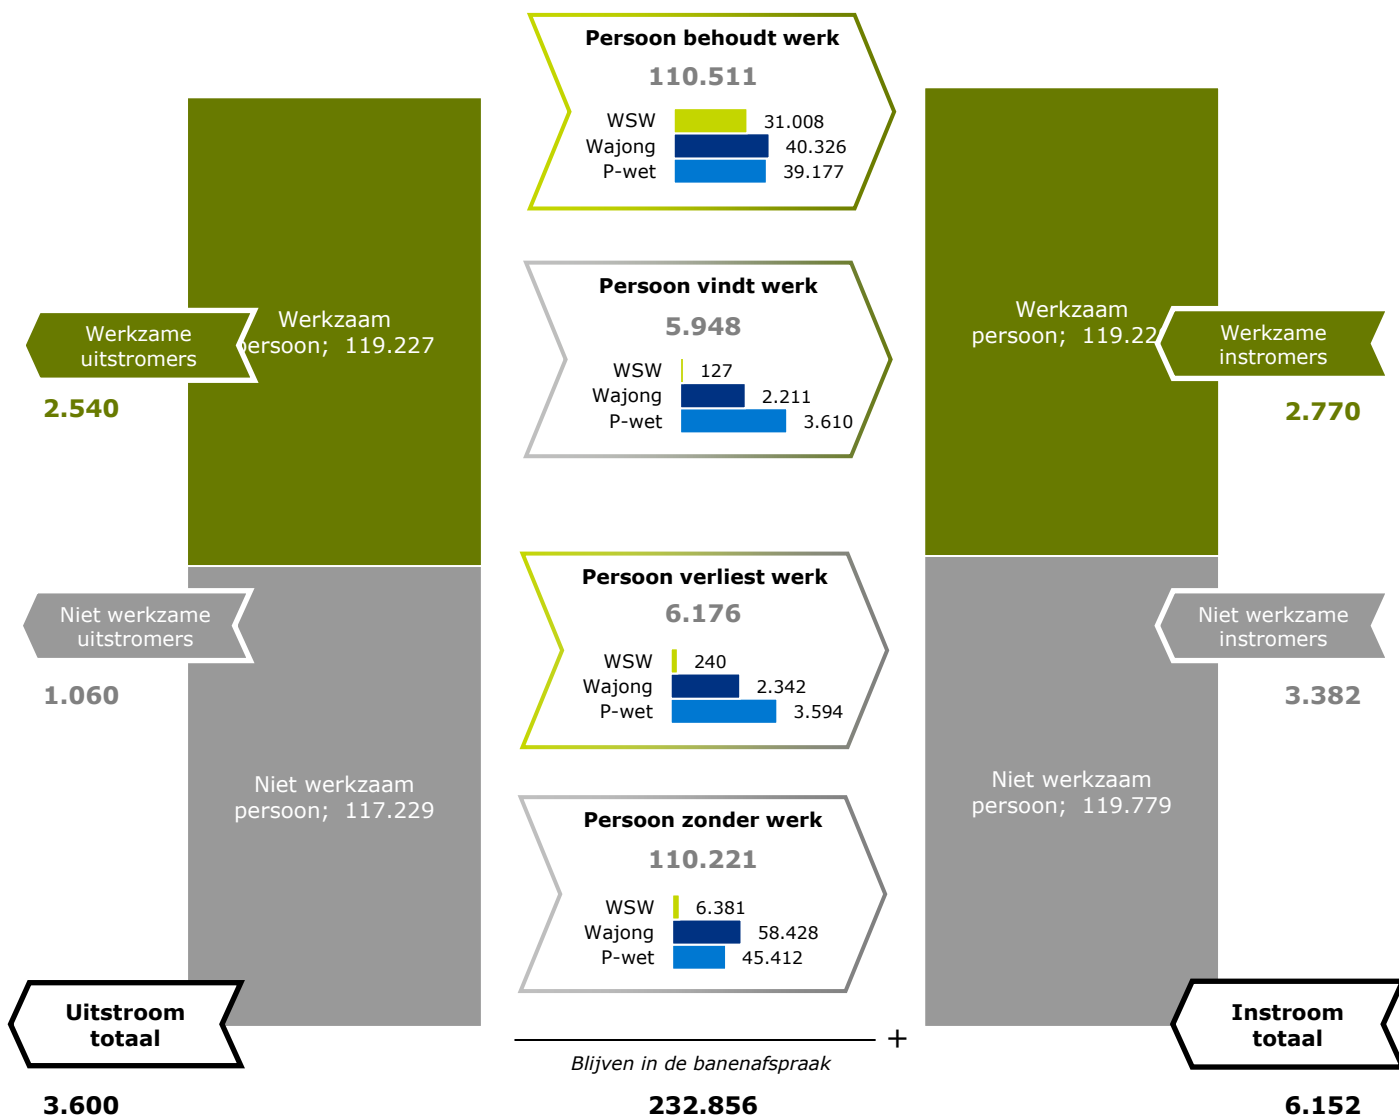 Persoon behoudt werk
110.511
WSW 31.008
Wajong 40.326
P-wet 39.177
Werkzaam
persoon; 119.227
Werkzame
uitstromers
2.540
Persoon vindt werk
5.948
WSW 127
Wajong 2.211
P-wet 3.610
Werkzaam
persoon; 119.22
Werkzame
instromers
2.770
Persoon verliest werk
6.176
WSW 240
Wajong 2.342
P-wet 3.594
Niet werkzame
uitstromers
1.060
Niet werkzame
instromers
3.382
Niet werkzaam
persoon; 117.229
Persoon zonder werk
110.221
WSW 6.381
Wajong 58.428
P-wet 45.412
Niet werkzaam
persoon; 119.779
Uitstroom
totaal
3.600
+
Blijven in de banenafspraak
232.856
Instroom
totaal
6.152